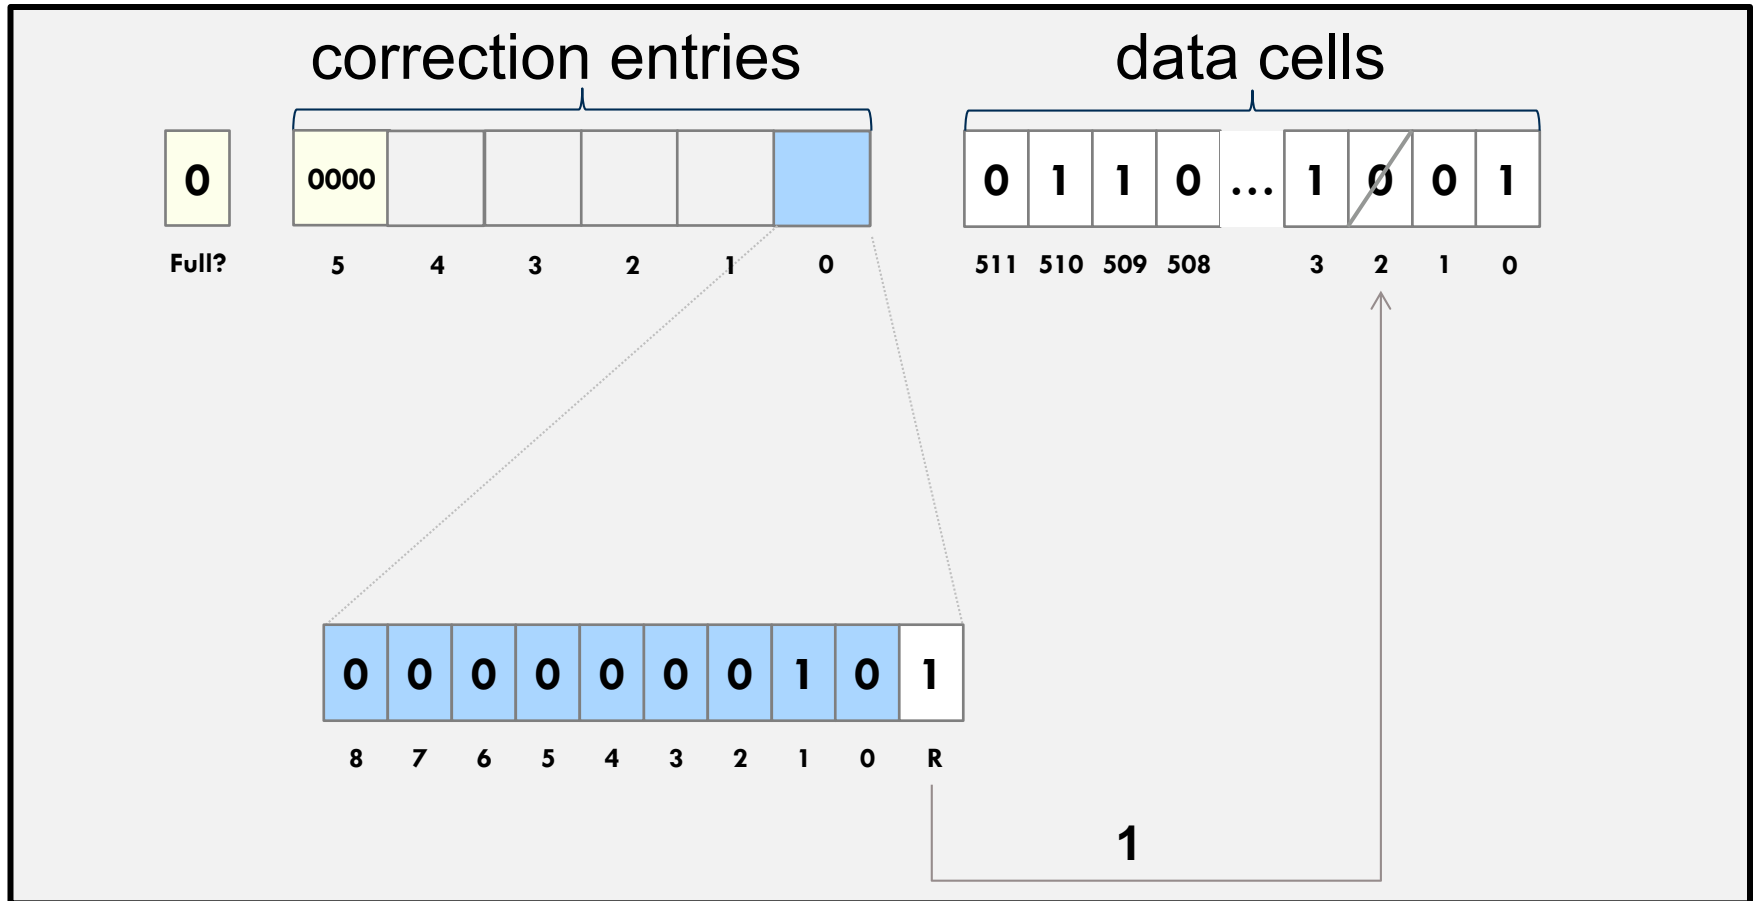 correction entries data cells
0 0000 0 1 1 0 ... 1 0 0 1
Full? 5 4 3 2 1 0 511 510 509 508 3 2 1 0
0 0 0 0 0 0 0 1 0 1
8 7 6 5 4 3 2 1 0 R
1